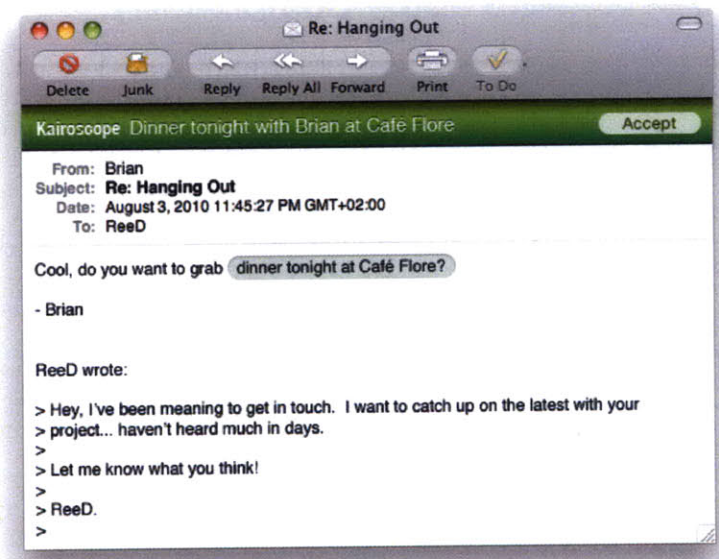 Re: Hanging Out
Delete Junk Reply Reply All Forward Print To Do
Kairoscope Dinner tonight with Brian at Café Flore Accept
From: Brian
Subject: Re: Hanging Out
Date: August 3, 2010 11:45:27 PM GMT+02:00
To: ReeD
Cool, do you want to grab dinner tonight at Café Flore?
- Brian
ReeD wrote:
> Hey, I've been meaning to get in touch. I want to catch up on the latest with your
> project... haven't heard much in days.
>
> Let me know what you think!
>
> ReeD.
>